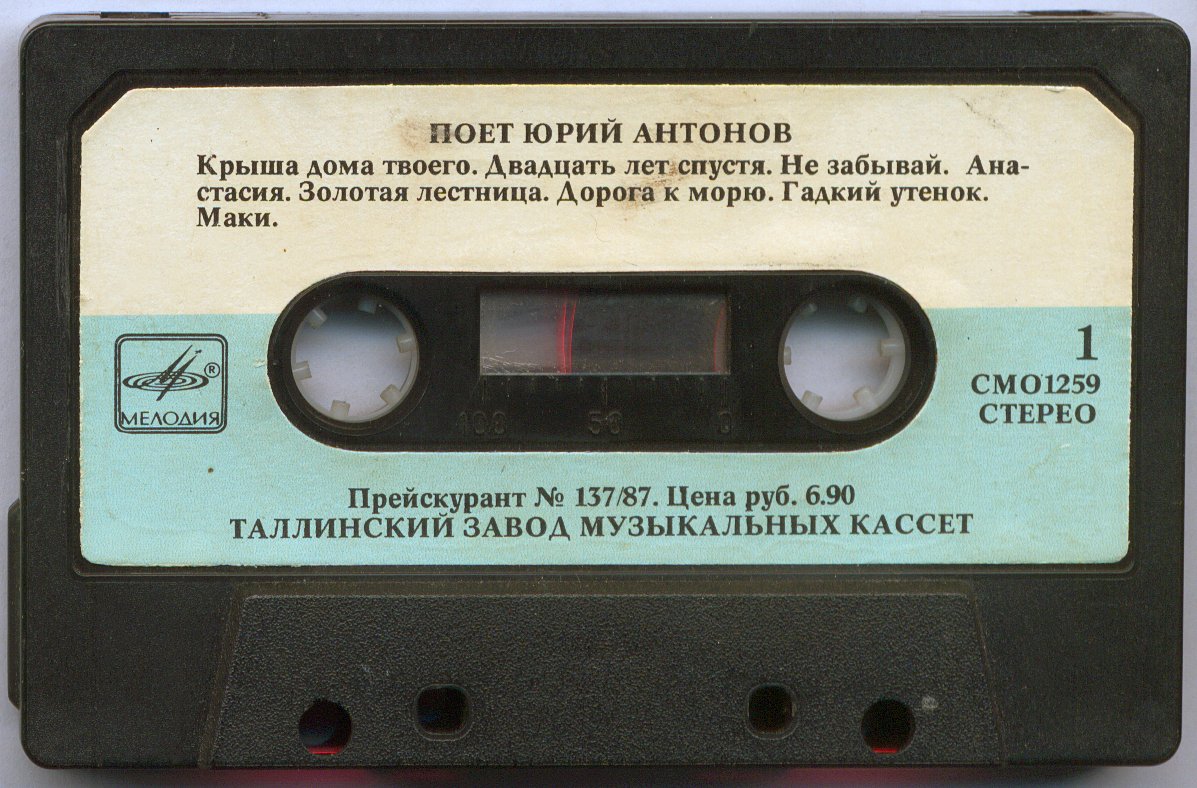 ПОЕТ ЮРИЙ АНТОНОВ
Крыша дома твоего. Двадцать лет спустя. Не забывай. Ана-
стасия. Золотая лестница. Дорога к морю. Гадкий утенок.
Маки.
МЕЛОДИЯ ®
1
СМО1259
СТЕРЕО
100 50 0
Прейскурант № 137/87. Цена руб. 6.90
ТАЛЛИНСКИЙ ЗАВОД МУЗЫКАЛЬНЫХ КАССЕТ